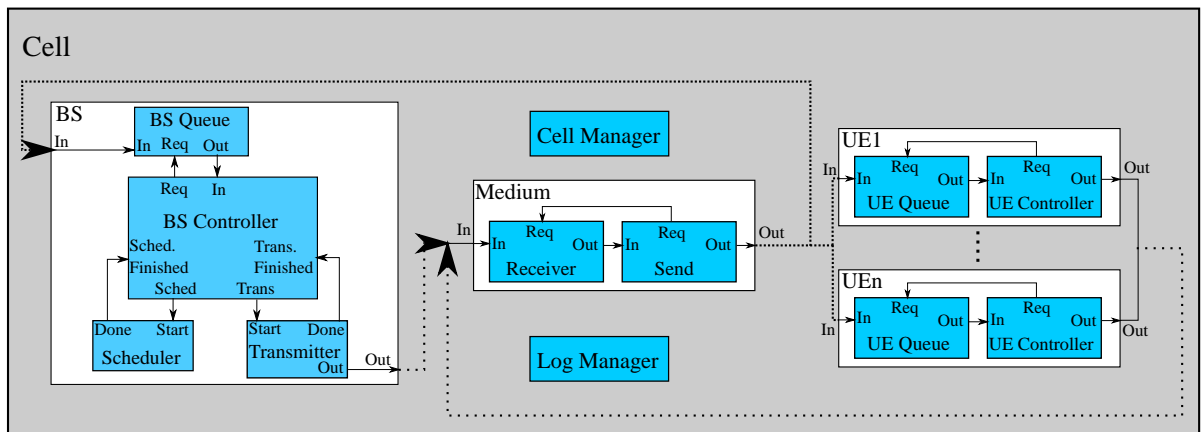 Cell
BS
In
BS Queue
In Req Out
Req In
BS Controller
Sched. Trans.
Finished Finished
Sched Trans
Done Start
Scheduler
Start Done
Transmitter
Out
Out
Cell Manager
Medium
In
In Req Out
Receiver
In Req Out
Send
Out
Log Manager
UE1
In
In Req Out
UE Queue
Req Out
UE Controller
Out
UEn
In
In Req Out
UE Queue
Req Out
UE Controller
Out